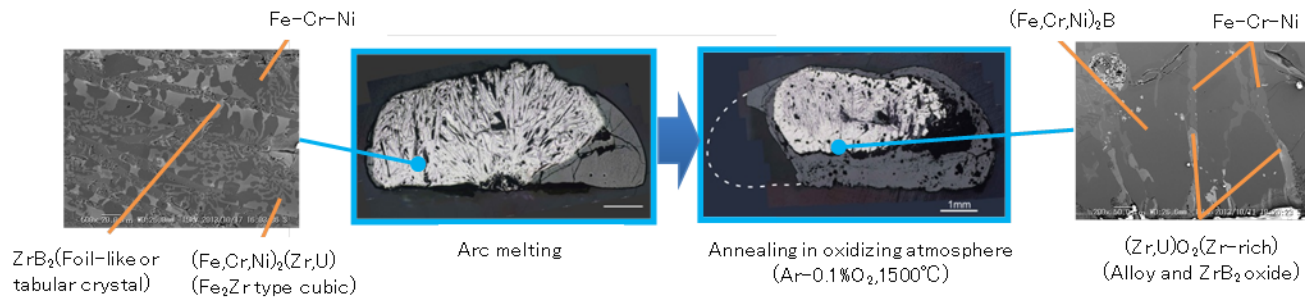 Fe-Cr-Ni
(Fe,Cr,Ni)₂B
Fe-Cr-Ni
1mm
ZrB₂(Foil-like or
tabular crystal)
(Fe,Cr,Ni)₂(Zr,U)
(Fe₂Zr type cubic)
Arc melting
Annealing in oxidizing atmosphere
(Ar-0.1%O₂,1500℃)
(Zr,U)O₂(Zr-rich)
(Alloy and ZrB₂ oxide)